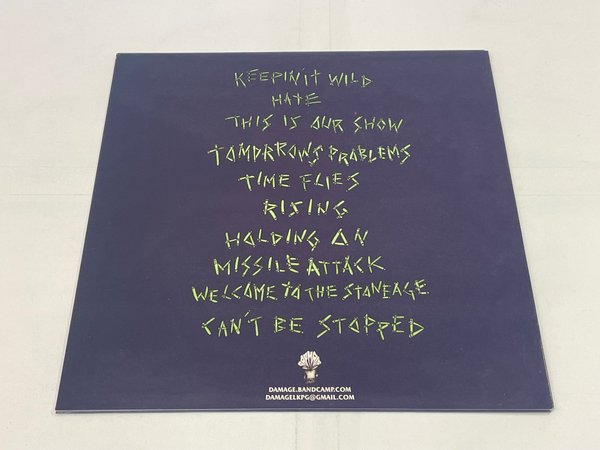 KEEPIN'IT WILD
HATE
THIS IS OUR SHOW
TOMORROWS PROBLEMS
TIME FLIES
RISING
HOLDING ON
MISSILE ATTACK
WELCOME TO THE STONEAGE
CAN'T BE STOPPED
DAMAGE.BANDCAMP.COM
DAMAGELKPG@GMAIL.COM